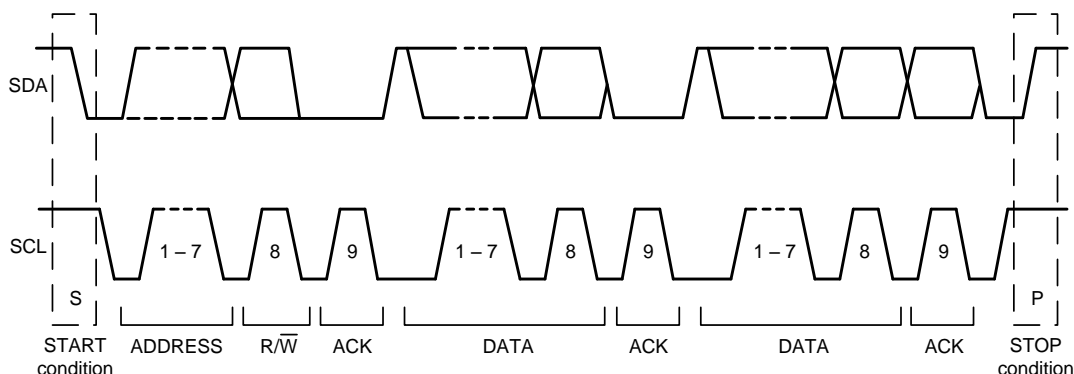 SDA
SCL
1 – 7 8 9 1 – 7 8 9 1 – 7 8 9
S P
START condition ADDRESS R/W̅ ACK DATA ACK DATA ACK STOP condition